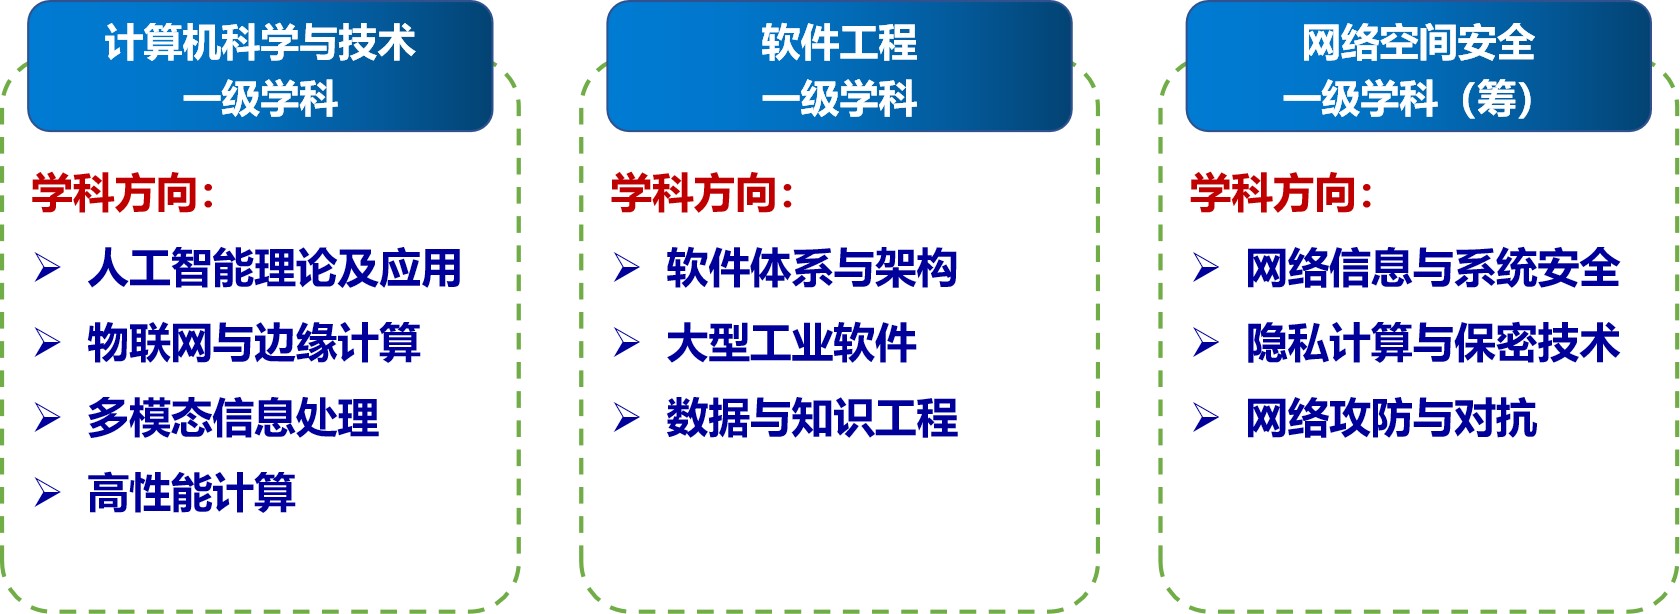 计算机科学与技术
一级学科
学科方向：
人工智能理论及应用
物联网与边缘计算
多模态信息处理
高性能计算
软件工程
一级学科
学科方向：
软件体系与架构
大型工业软件
数据与知识工程
网络空间安全
一级学科（筹）
学科方向：
网络信息与系统安全
隐私计算与保密技术
网络攻防与对抗